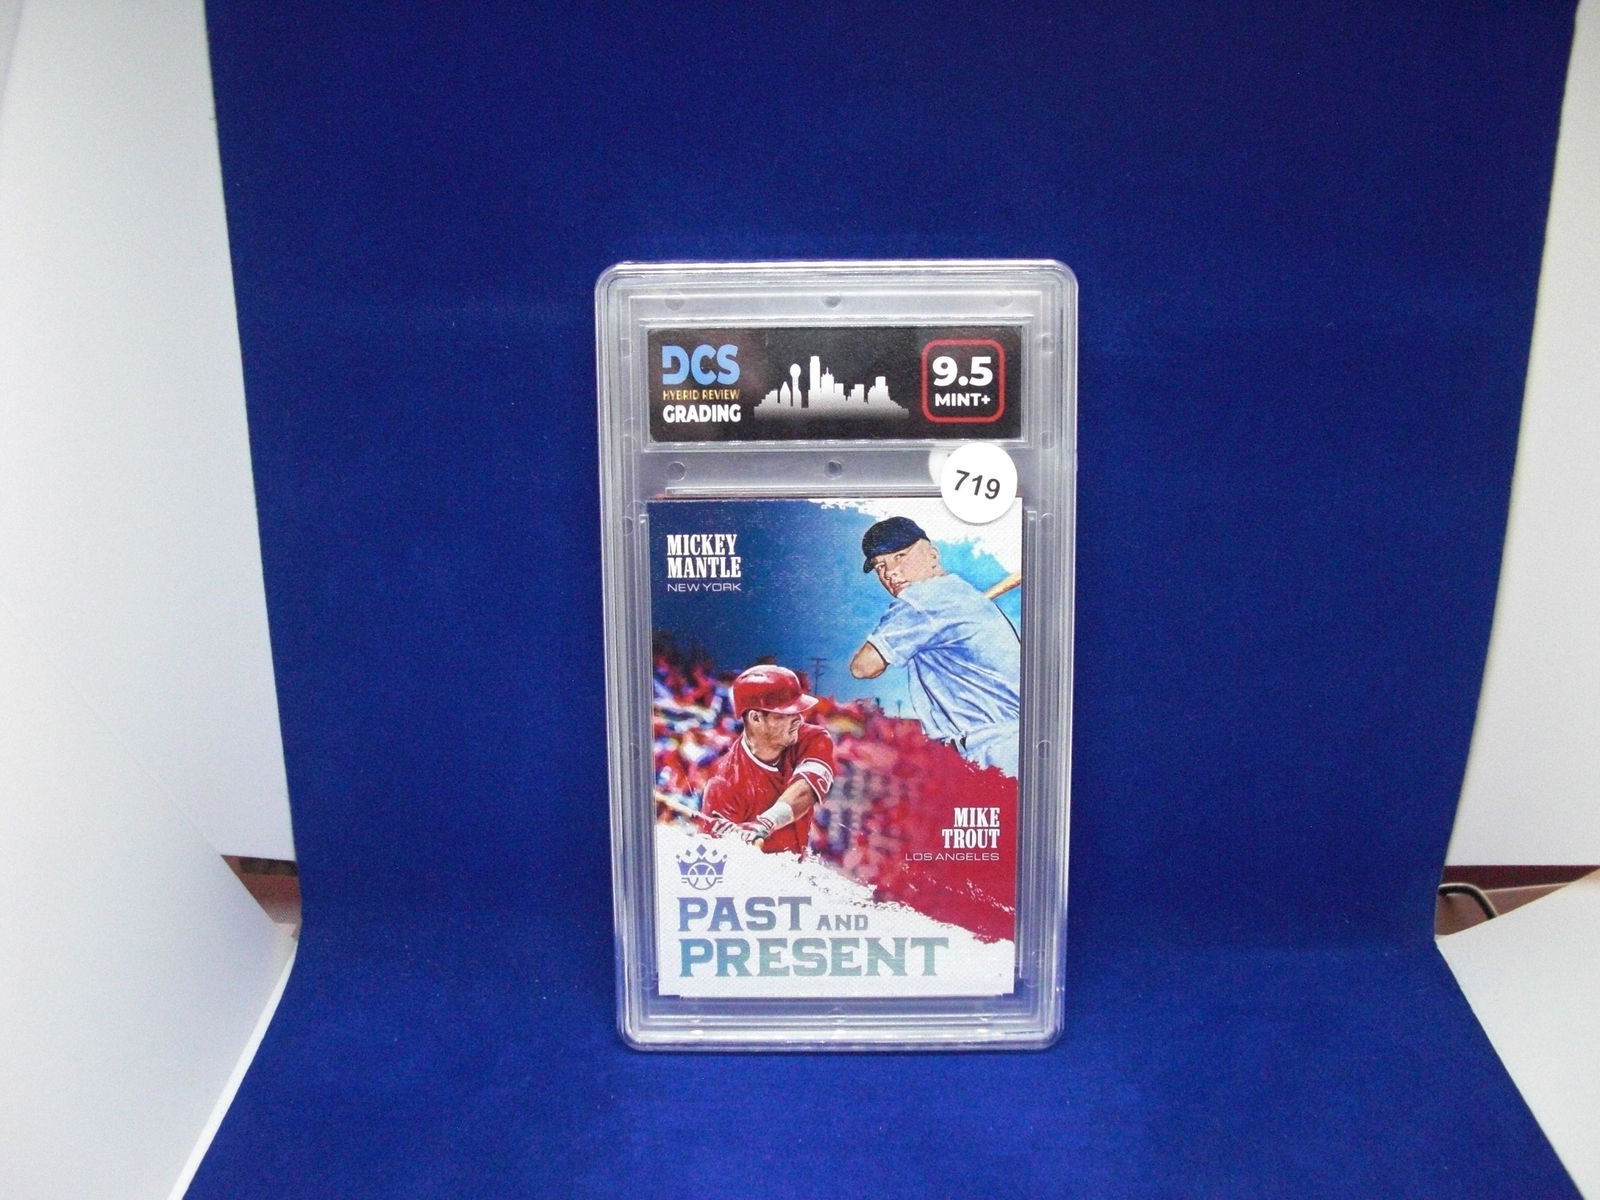 DCS
HYBRID REVIEW
GRADING
9.5
MINT+
719
MICKEY
MANTLE
NEW YORK
MIKE
TROUT
LOS ANGELES
PAST AND
PRESENT